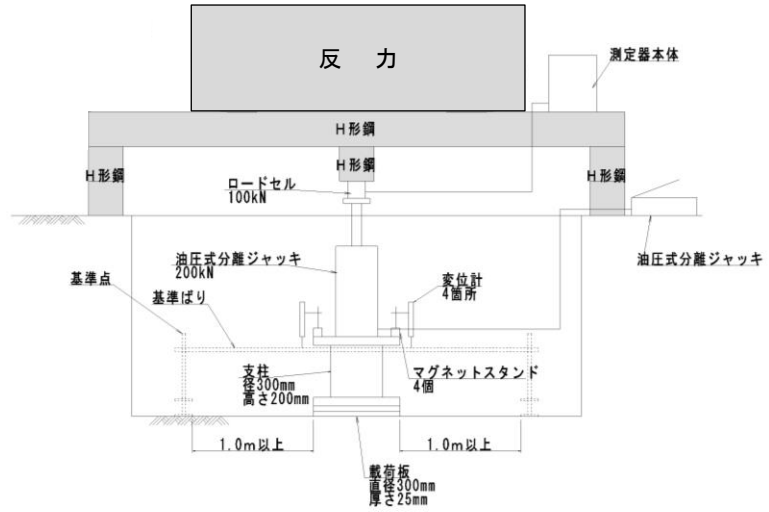 反 力
測定器本体
H形鋼
H形鋼
H形鋼
H形鋼
ロードセル
100kN
油圧式分離ジャッキ
200kN
油圧式分離ジャッキ
基準点
基準ばり
変位計
4箇所
支柱
径300mm
高さ200mm
マグネットスタンド
4個
1.0m以上
1.0m以上
載荷板
直径300mm
厚さ25mm